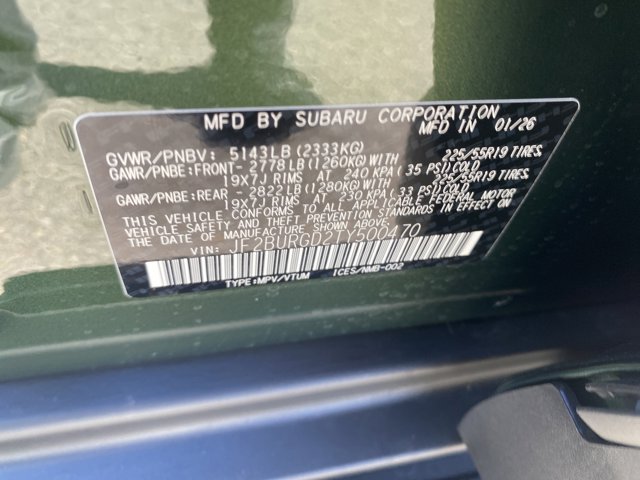 MFD BY SUBARU CORPORATION
MFD IN 01/26
GVWR/PNBV: 5143LB(2333KG)
GAWR/PNBE:FRONT- 2778LB(1260KG)WITH 225/55R19 TIRES.
19X7J RIMS AT 240 KPA(35 PSI)COLD
GAWR/PNBE:REAR - 2822LB(1280KG)WITH 225/55R19 TIRES.
19X7J RIMS AT 230 KPA(33 PSI)COLD
THIS VEHICLE CONFORMS TO ALL APPLICABLE FEDERAL MOTOR
VEHICLE SAFETY AND THEFT PREVENTION STANDARDS IN EFFECT
ON THE DATE OF MANUFACTURE SHOWN ABOVE.
VIN: JF2BURGD2TY500470
TYPE:MPV/VTUM ICES/NMB-002